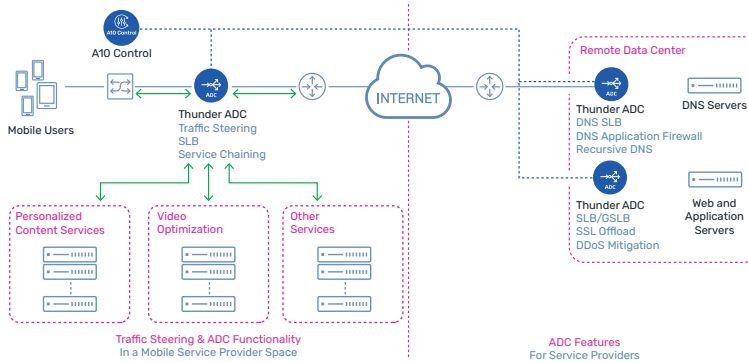 A10 Control
A10 Control
Mobile Users
ADC
Thunder ADC
Traffic Steering
SLB
Service Chaining
INTERNET
Personalized
Content Services
Video
Optimization
Other
Services
Traffic Steering & ADC Functionality
In a Mobile Service Provider Space
Remote Data Center
ADC
Thunder ADC
DNS SLB
DNS Application Firewall
Recursive DNS
DNS Servers
ADC
Thunder ADC
SLB/GSLB
SSL Offload
DDoS Mitigation
Web and
Application
Servers
ADC Features
For Service Providers